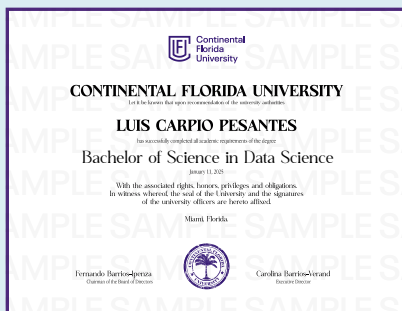 Continental
Florida
University
CONTINENTAL FLORIDA UNIVERSITY
Let it be known that upon recommendation of the university authorities
LUIS CARPIO PESANTES
has successfully completed all academic requirements of the degree
Bachelor of Science in Data Science
January 11, 2025
With the associated rights, honors, privileges and obligations.
In witness whereof, the seal of the University and the signatures
of the university officers are hereto affixed.
Miami, Florida
CONTINENTAL FLORIDA
UNIVERSITY
Fernando Barrios-Ipenza
Chairman of the Board of Directors
Carolina Barrios-Verand
Executive Director
SAMPLE SAMPLE SAMPLE